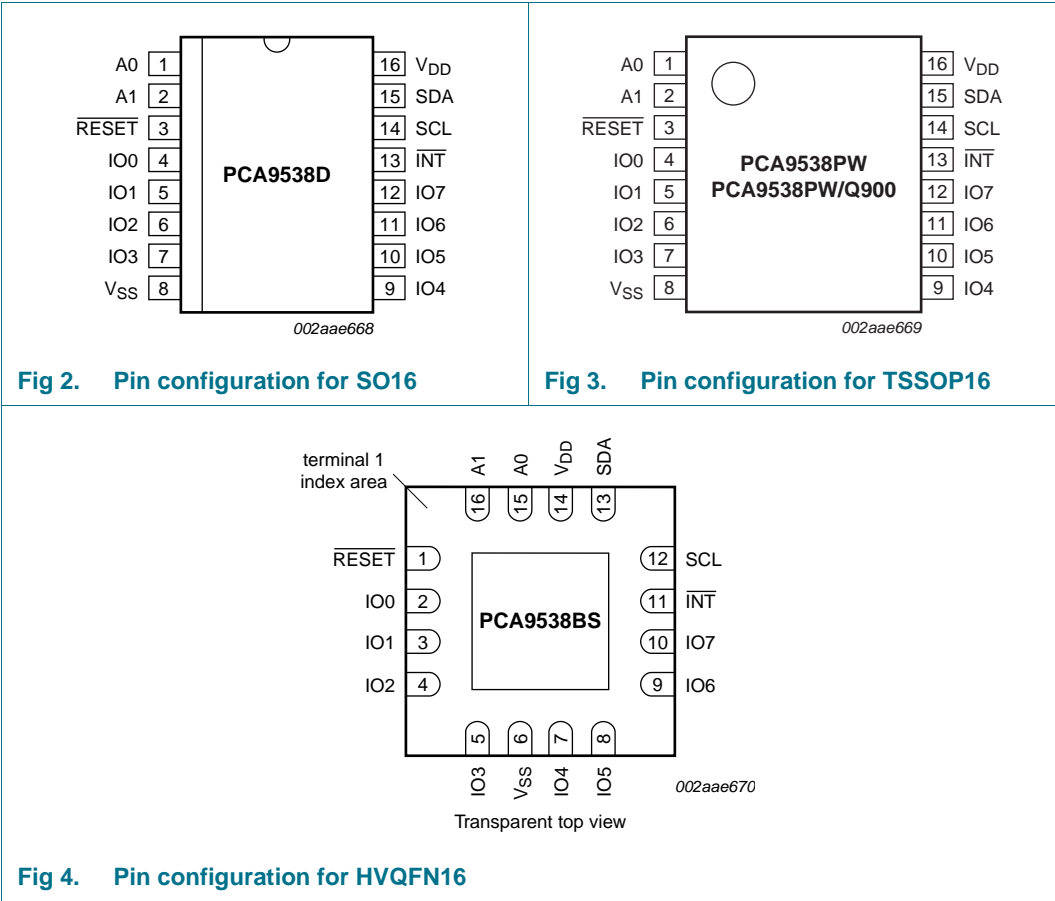 A0 1 16 VDD
A1 2 15 SDA
RESET 3 14 SCL
IO0 4 13 INT
PCA9538D
IO1 5 12 IO7
IO2 6 11 IO6
IO3 7 10 IO5
VSS 8 9 IO4
002aae668
Fig 2. Pin configuration for SO16
A0 1 16 VDD
A1 2 15 SDA
RESET 3 14 SCL
IO0 4 13 INT
PCA9538PW
PCA9538PW/Q900
IO1 5 12 IO7
IO2 6 11 IO6
IO3 7 10 IO5
VSS 8 9 IO4
002aae669
Fig 3. Pin configuration for TSSOP16
terminal 1
index area
A1 A0 VDD SDA
16 15 14 13
RESET 1 12 SCL
IO0 2 11 INT
PCA9538BS
IO1 3 10 IO7
IO2 4 9 IO6
5 6 7 8
IO3 VSS IO4 IO5
002aae670
Transparent top view
Fig 4. Pin configuration for HVQFN16